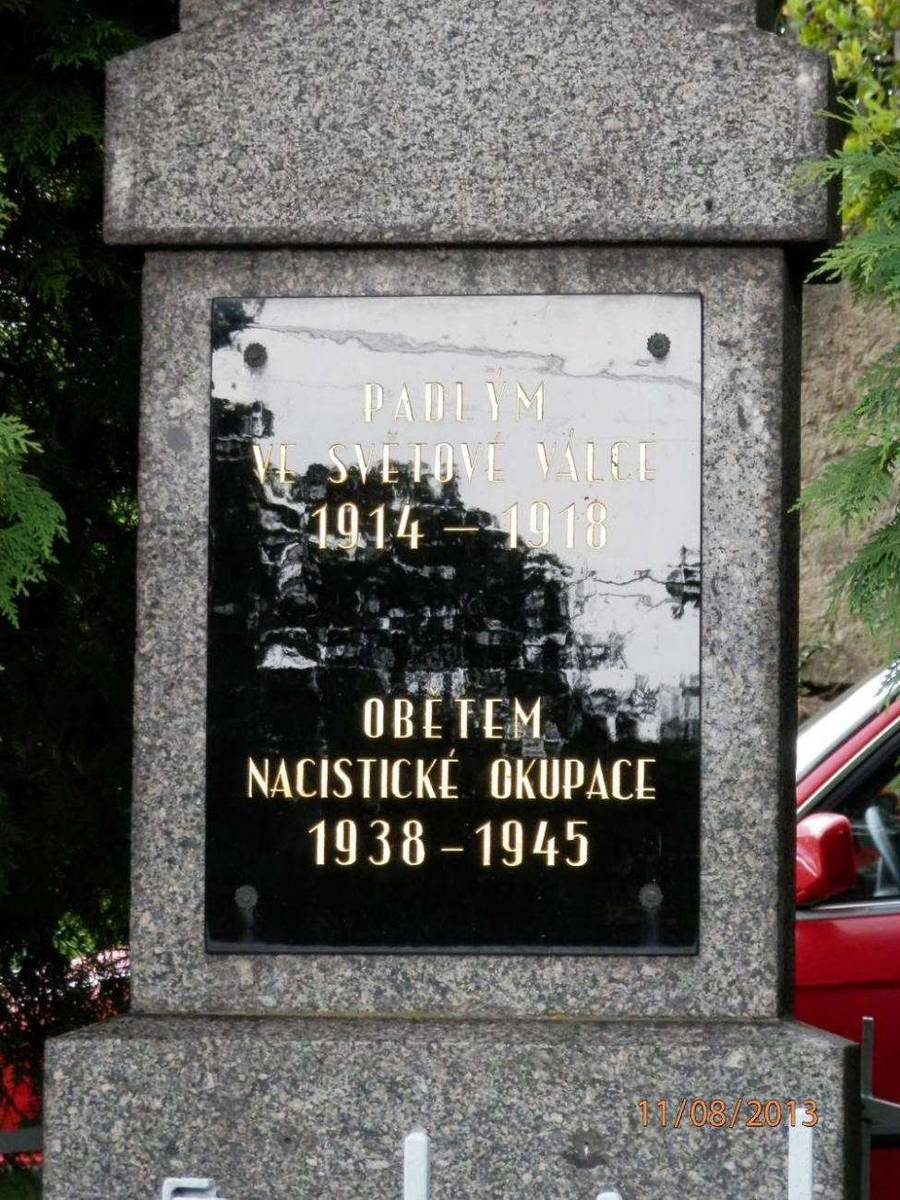 PADLÝM
VE SVĚTOVÉ VÁLCE
1914 – 1918
OBĚTEM
NACISTICKÉ OKUPACE
1938 – 1945
11/08/2013